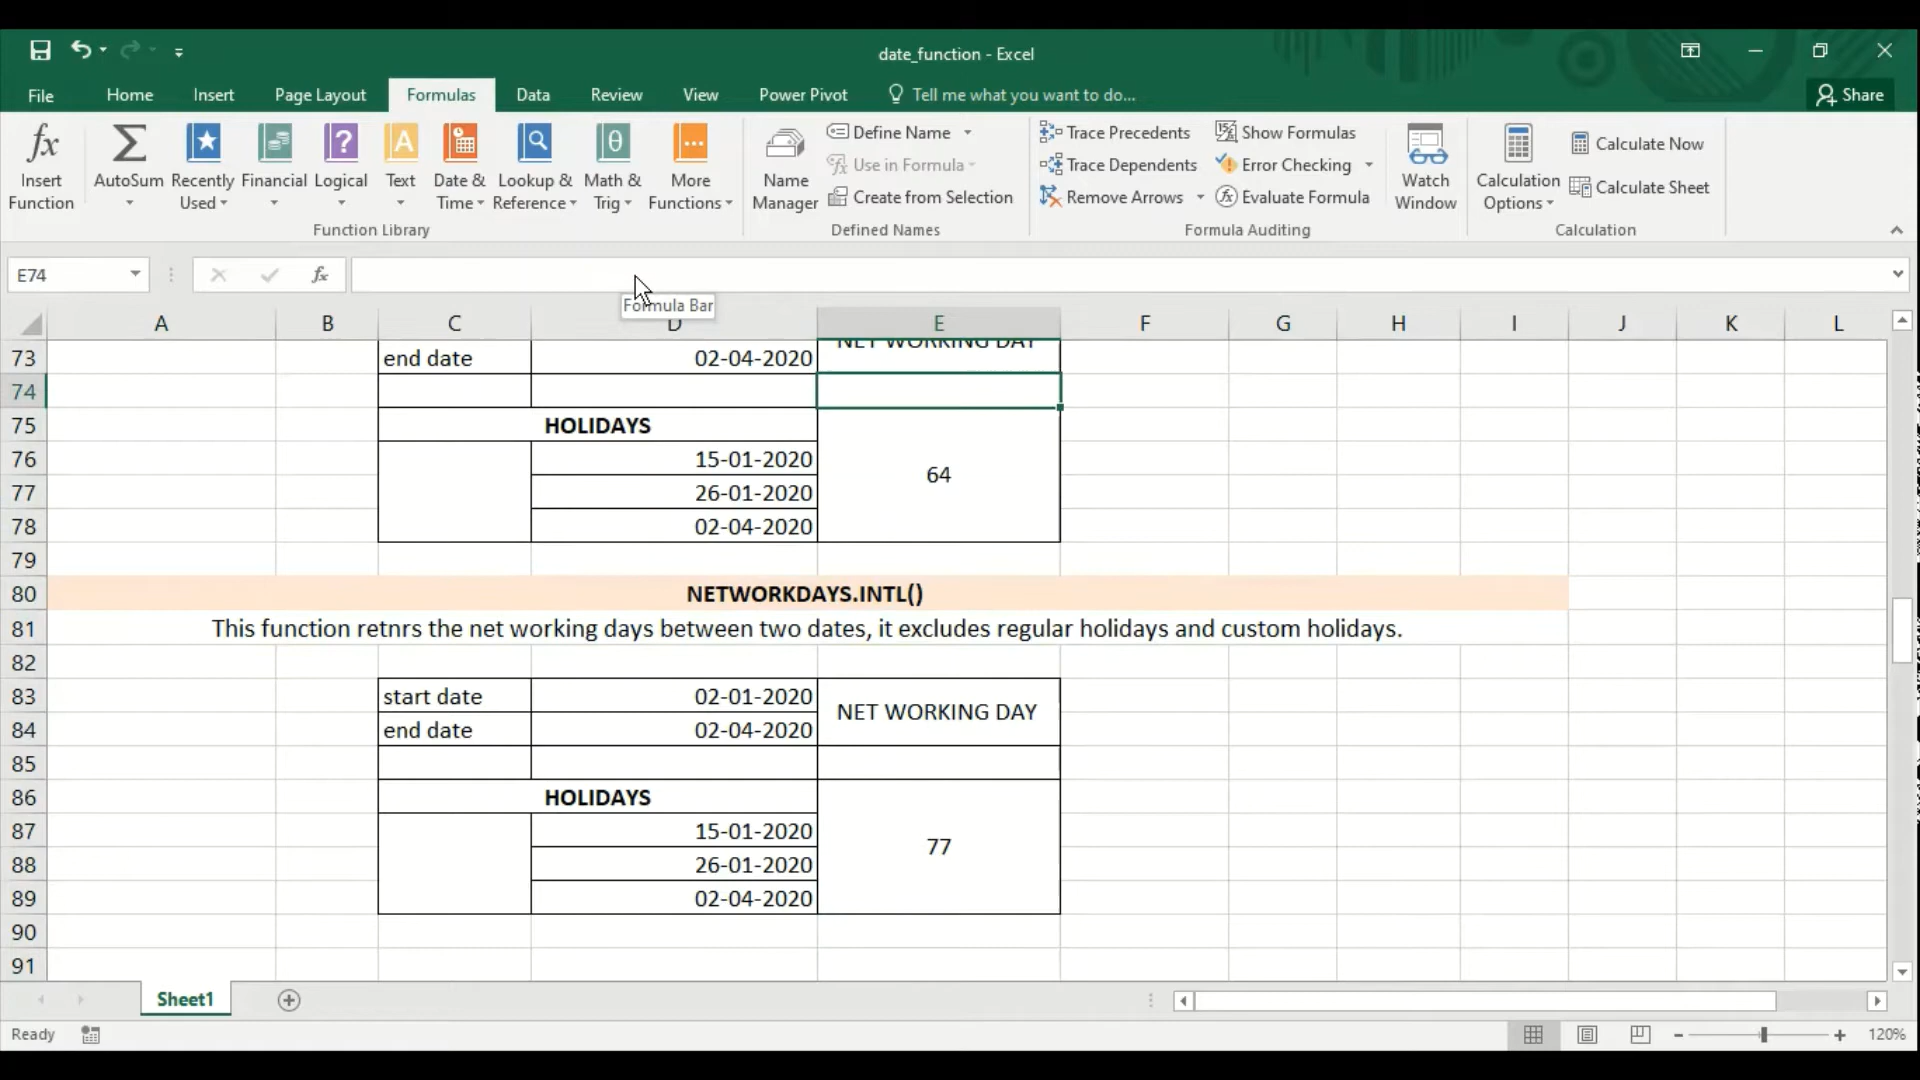 date_function - Excel
File Home Insert Page Layout Formulas Data Review View Power Pivot Tell me what you want to do... Share
Insert Function
AutoSum
Recently Used
Financial
Logical
Text
Date & Time
Lookup & Reference
Math & Trig
More Functions
Function Library
Name Manager
Define Name
Use in Formula
Create from Selection
Defined Names
Trace Precedents
Trace Dependents
Remove Arrows
Show Formulas
Error Checking
Evaluate Formula
Formula Auditing
Watch Window
Calculation Options
Calculate Now
Calculate Sheet
Calculation
E74 fx
Formula Bar
A B C D E F G H I J K L
73 end date 02-04-2020 NET WORKING DAY
74
75 HOLIDAYS
76 15-01-2020
64
77 26-01-2020
78 02-04-2020
79
80 NETWORKDAYS.INTL()
81 This function retnrs the net working days between two dates, it excludes regular holidays and custom holidays.
82
83 start date 02-01-2020
NET WORKING DAY
84 end date 02-04-2020
85
86 HOLIDAYS
87 15-01-2020
77
88 26-01-2020
89 02-04-2020
90
91
Sheet1
Ready 120%